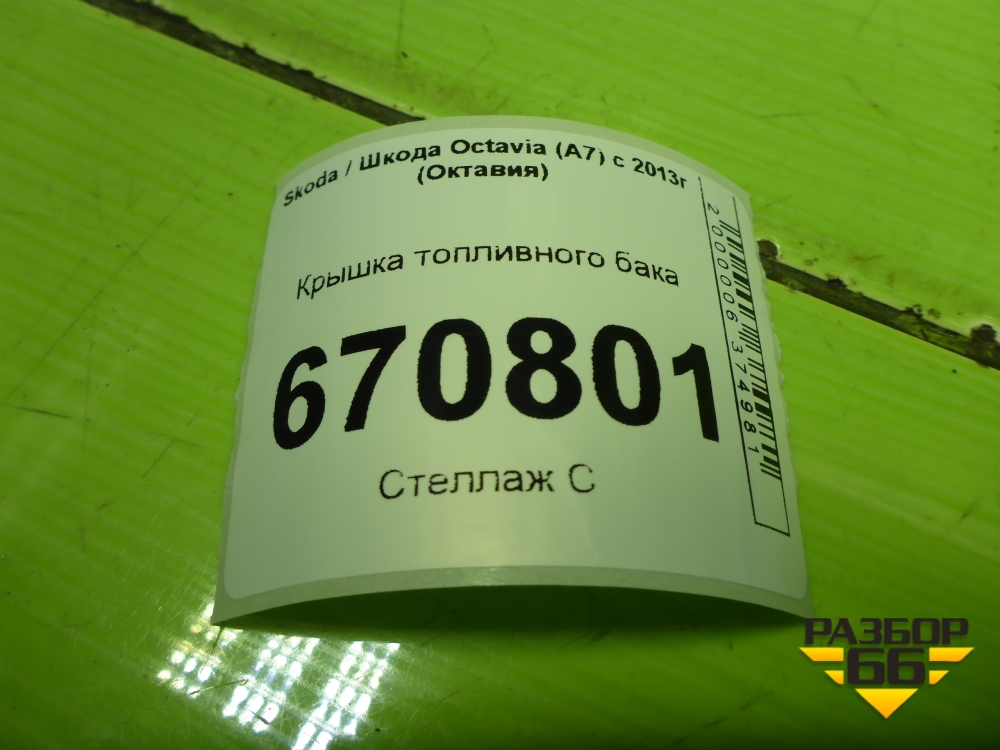 Skoda / Шкода Octavia (A7) с 2013г
(Октавия)
Крышка топливного бака
670801
Стеллаж С
2000006374981
РАЗБОР
66